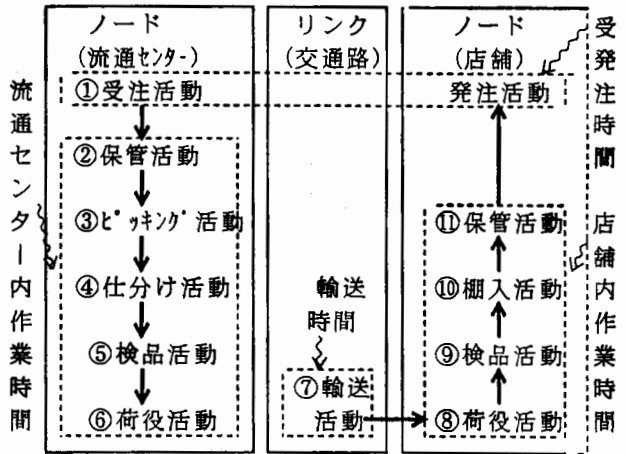 ノード
(流通ｾﾝﾀｰ)
①受注活動
②保管活動
③ﾋﾟｯｷﾝｸﾞ活動
④仕分け活動
⑤検品活動
⑥荷役活動
流通センター内作業時間
リンク
(交通路)
輸送
時間
⑦輸送
活動
ノード
(店舗)
発注活動
⑪保管活動
⑩棚入活動
⑨検品活動
⑧荷役活動
受発注時間
店舗内作業時間